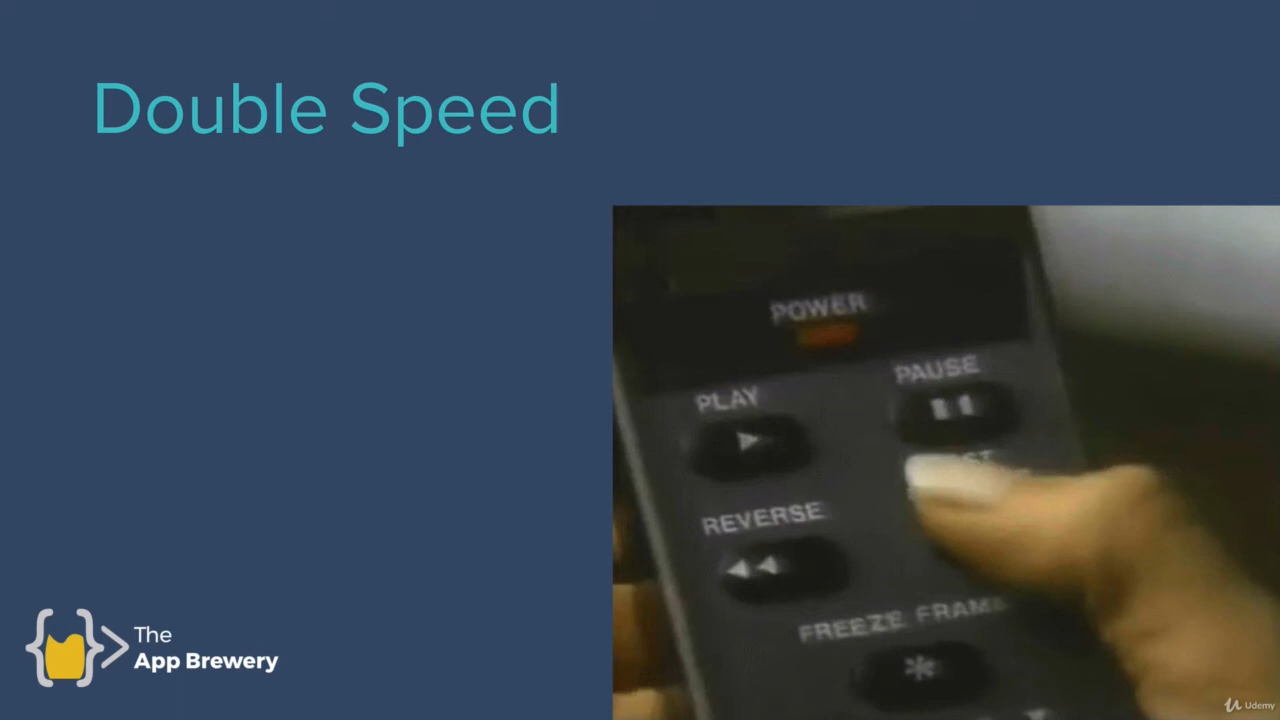 Double Speed
POWER
PLAY
PAUSE
REVERSE
FREEZE FRAME
The
App Brewery
Udemy